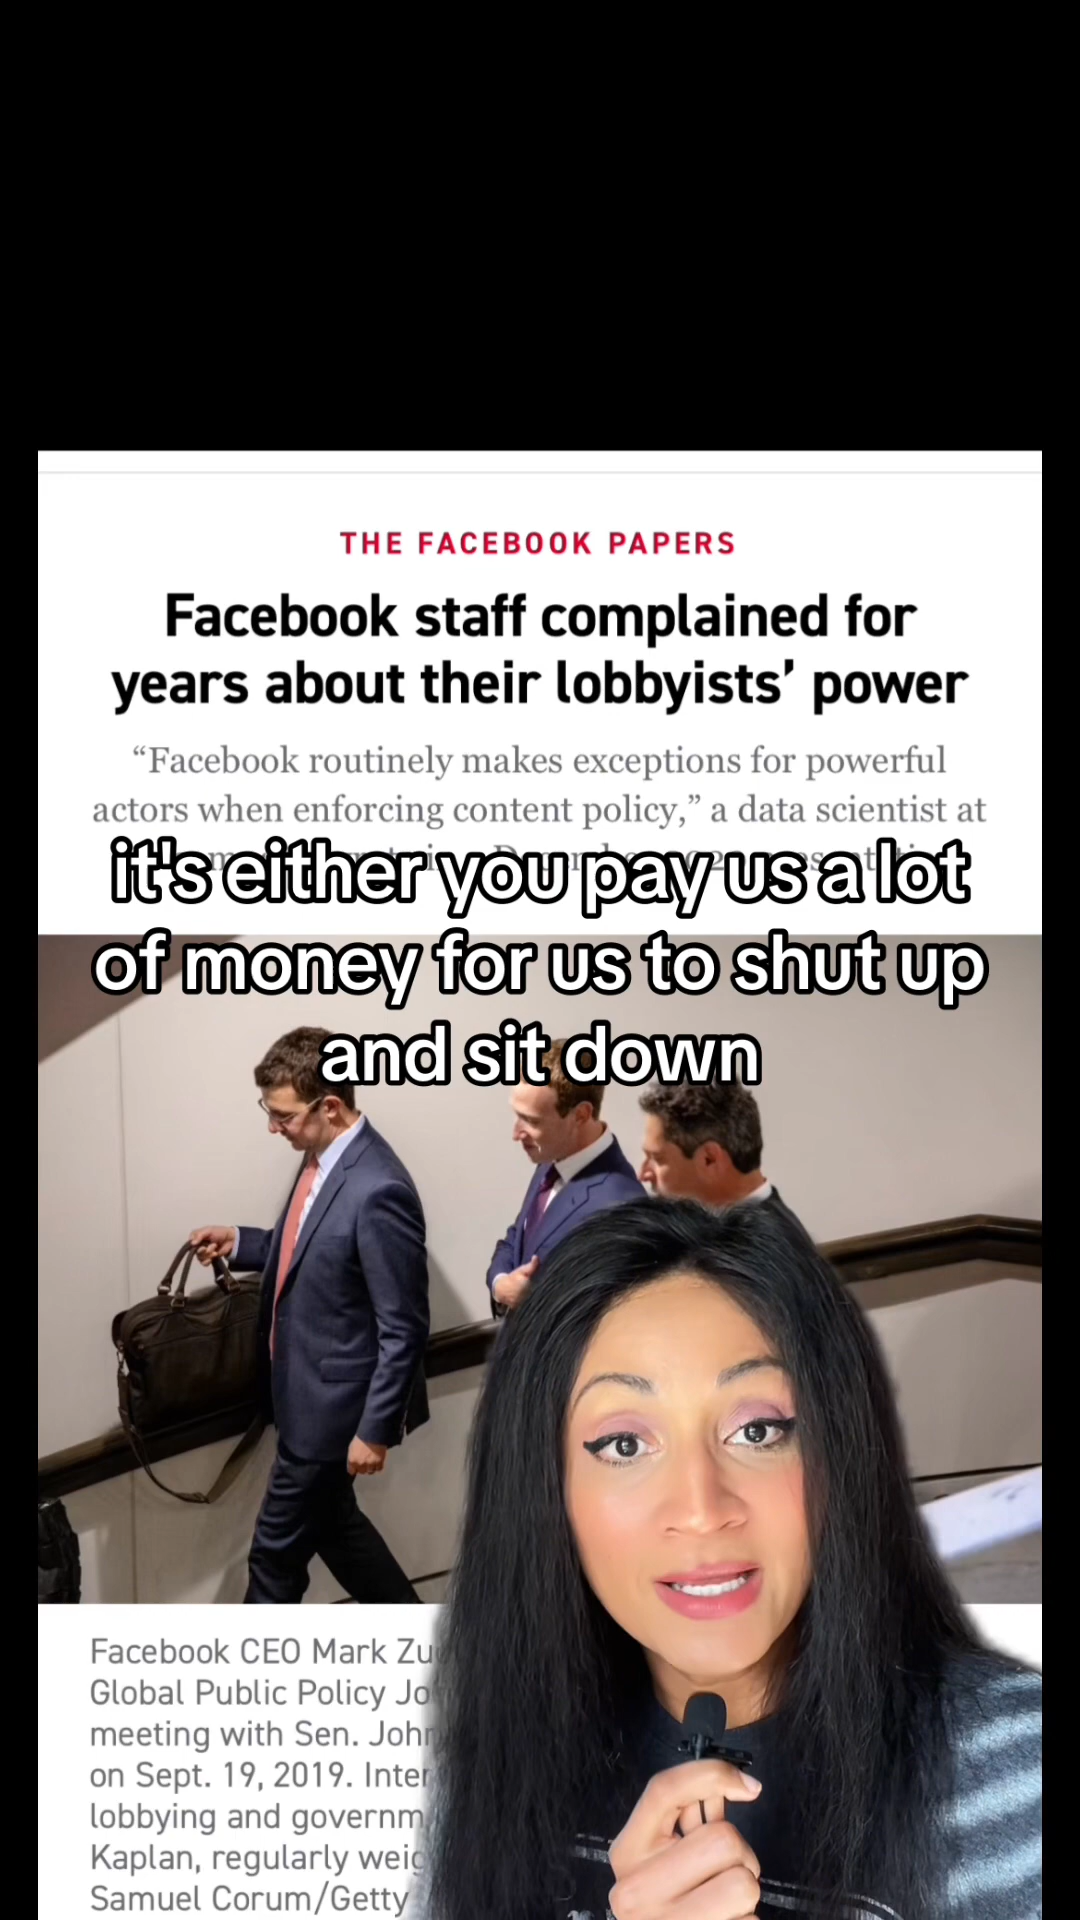 THE FACEBOOK PAPERS
Facebook staff complained for
years about their lobbyists’ power
“Facebook routinely makes exceptions for powerful
actors when enforcing content policy,” a data scientist at
it's either you pay us a lot
of money for us to shut up
and sit down
Facebook CEO Mark
Global Public Policy
meeting with Sen.
on Sept. 19, 2019.
lobbying and
Kaplan, regularly
Samuel Corum/Getty